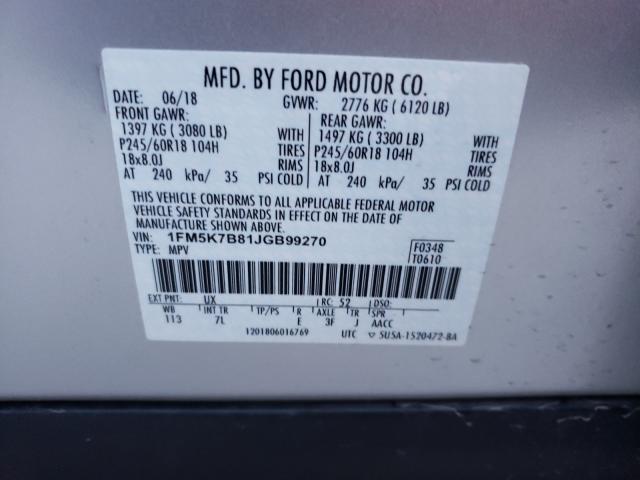 MFD. BY FORD MOTOR CO.
DATE: 06/18 GVWR: 2776 KG ( 6120 LB)
FRONT GAWR: REAR GAWR:
1397 KG ( 3080 LB) WITH 1497 KG ( 3300 LB) WITH
P245/60R18 104H TIRES P245/60R18 104H TIRES
18x8.0J RIMS 18x8.0J RIMS
AT 240 kPa/ 35 PSI COLD AT 240 kPa/ 35 PSI COLD
THIS VEHICLE CONFORMS TO ALL APPLICABLE FEDERAL MOTOR
VEHICLE SAFETY STANDARDS IN EFFECT ON THE DATE OF
MANUFACTURE SHOWN ABOVE.
VIN: 1FM5K7B81JGB99270 F0348
TYPE: MPV T0610
EXT PNT: UX RC: 52 DSO:
WB INT TR TP/PS R AXLE TR SPR
113 7L E 3F J AACC
1201806016769 UTC ▽ 5USA-1520472-BA